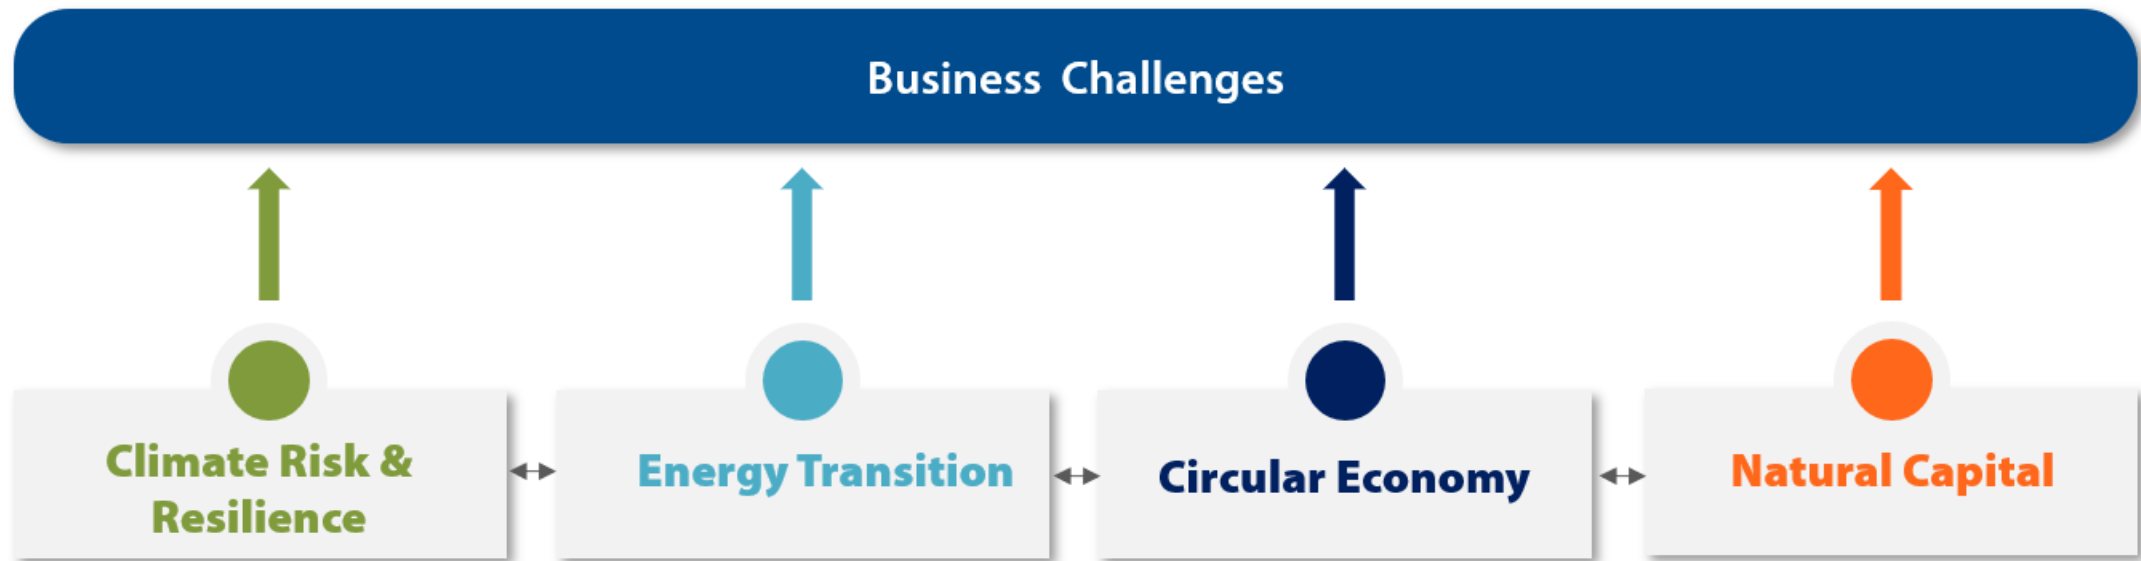 Business Challenges
Climate Risk &
Resilience
Energy Transition
Circular Economy
Natural Capital